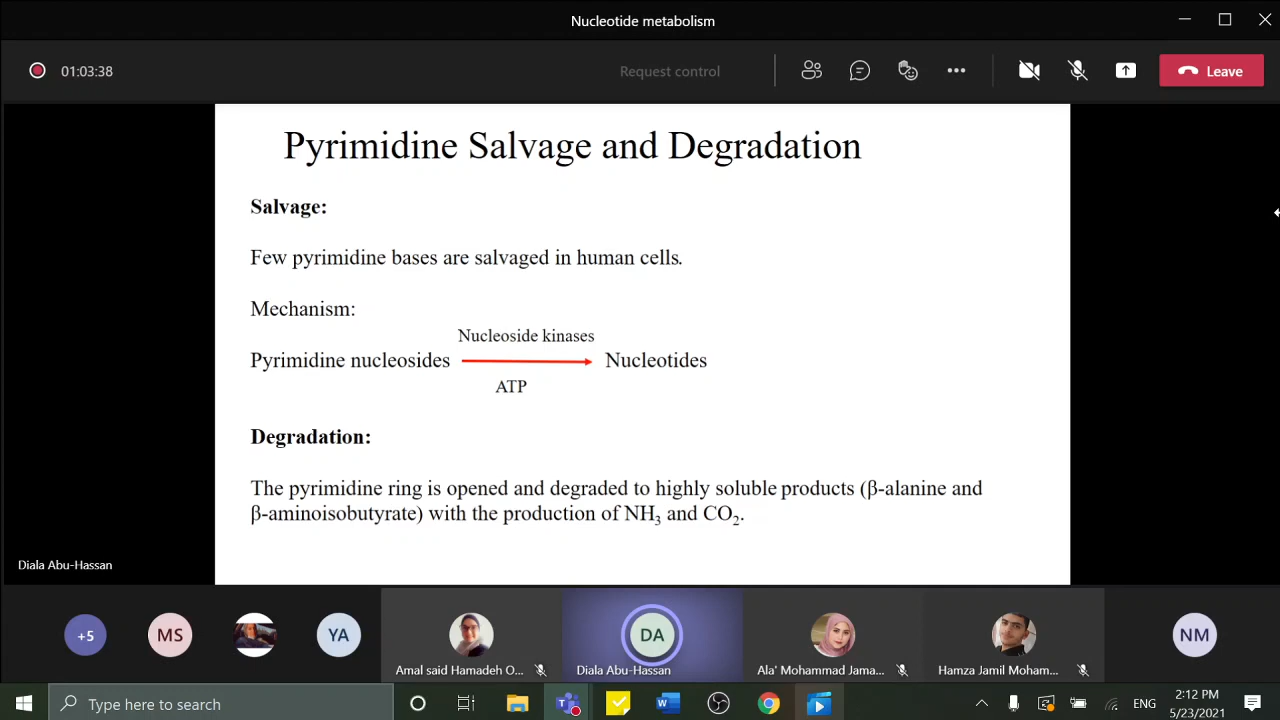 Nucleotide metabolism
01:03:38
Request control
Leave
Pyrimidine Salvage and Degradation
Salvage:
Few pyrimidine bases are salvaged in human cells.
Mechanism:
Nucleoside kinases
Pyrimidine nucleosides Nucleotides
ATP
Degradation:
The pyrimidine ring is opened and degraded to highly soluble products (β-alanine and
β-aminoisobutyrate) with the production of NH3 and CO2.
Diala Abu-Hassan
+5
MS
YA
DA
NM
Amal said Hamadeh O...
Diala Abu-Hassan
Ala' Mohammad Jama...
Hamza Jamil Moham...
Type here to search
ENG
2:12 PM
5/23/2021